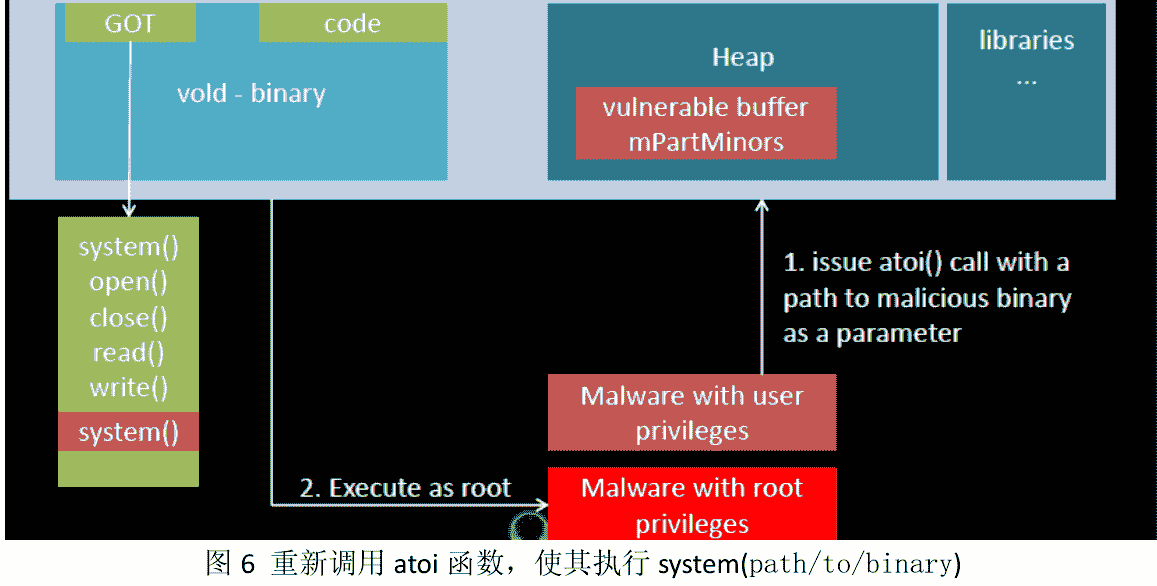 GOT
code
vold - binary
Heap
vulnerable buffer
mPartMinors
libraries
...
system()
open()
close()
read()
write()
system()
1. issue atoi() call with a
path to malicious binary
as a parameter
Malware with user
privileges
2. Execute as root
Malware with root
privileges
图 6 重新调用 atoi 函数，使其执行 system(path/to/binary)